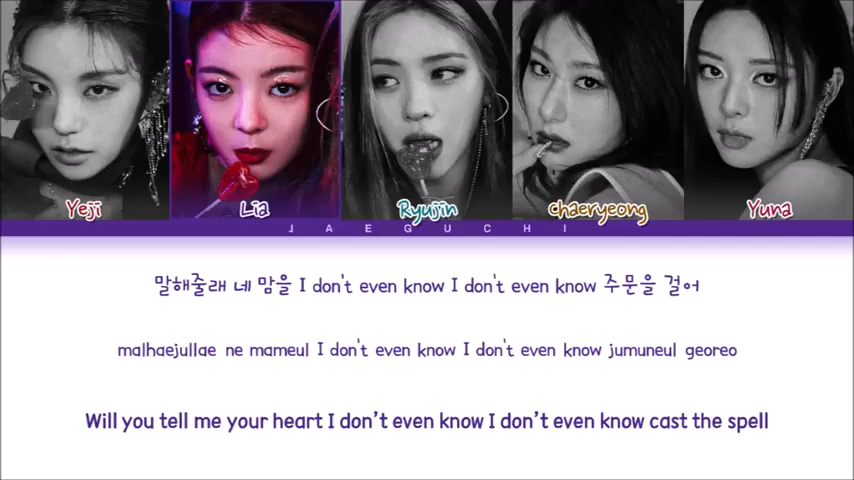 Yeji Lia Ryujin chaeryeong Yuna
JAEGUCHI
말해줄래 네 맘을 I don't even know I don't even know 주문을 걸어
malhaejullae ne mameul I don't even know I don't even know jumuneul georeo
Will you tell me your heart I don't even know I don't even know cast the spell